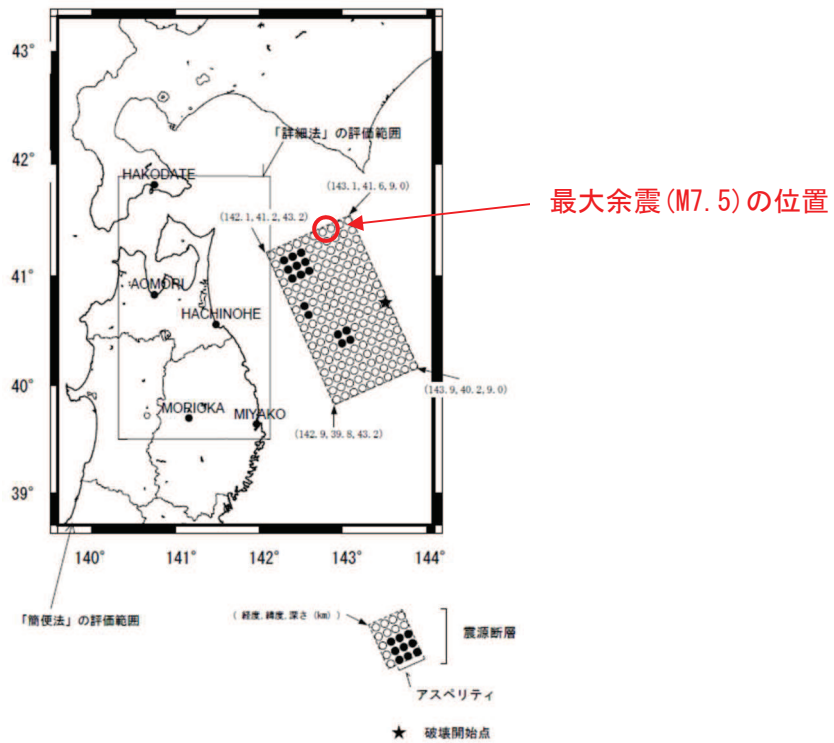 43°
42°
41°
40°
39°
140°
141°
142°
143°
144°
「詳細法」の評価範囲
HAKODATE
(143.1,41.6,9.0)
最大余震(M7.5)の位置
(142.1,41.2,43.2)
AOMORI
HACHINOHE
(143.9,40.2,9.0)
MORIOKA
MIYAKO
(142.9,39.8,43.2)
「簡便法」の評価範囲
( 経度,緯度,深さ (km) )
震源断層
アスペリティ
★ 破壊開始点